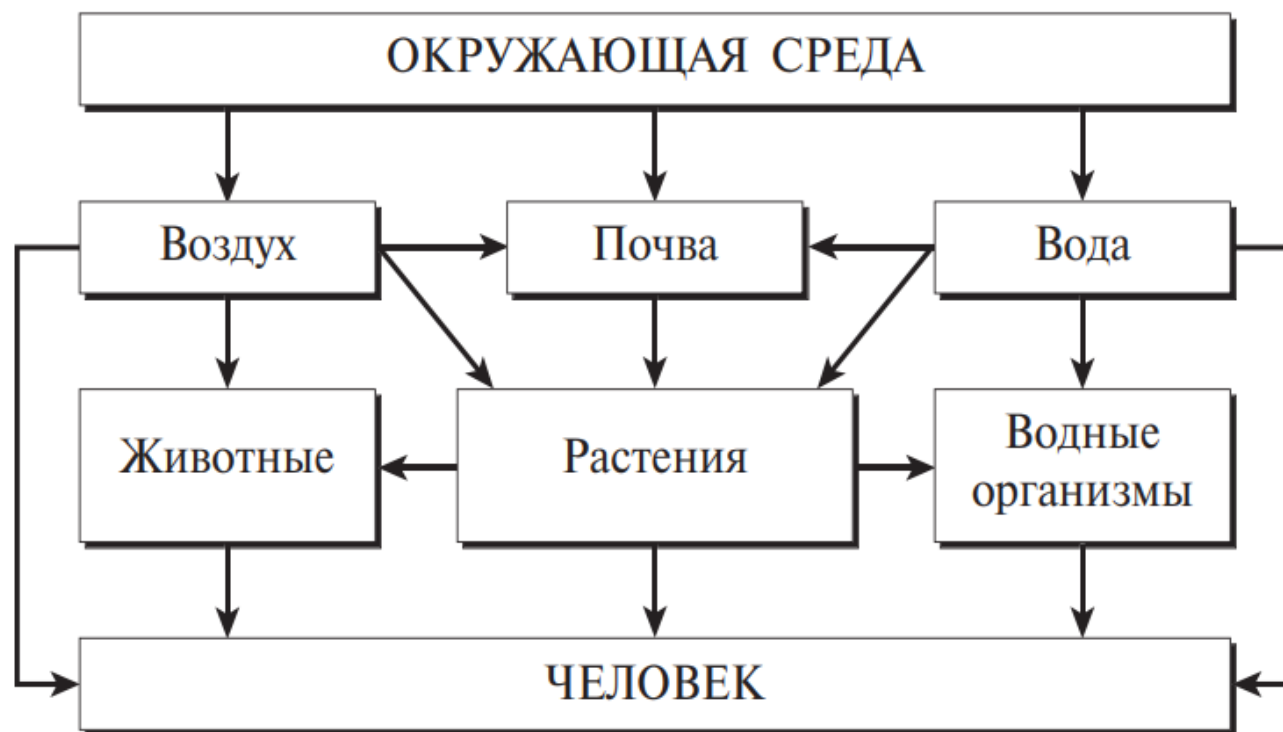 ОКРУЖАЮЩАЯ СРЕДА
Воздух
Почва
Вода
Животные
Растения
Водные
организмы
ЧЕЛОВЕК